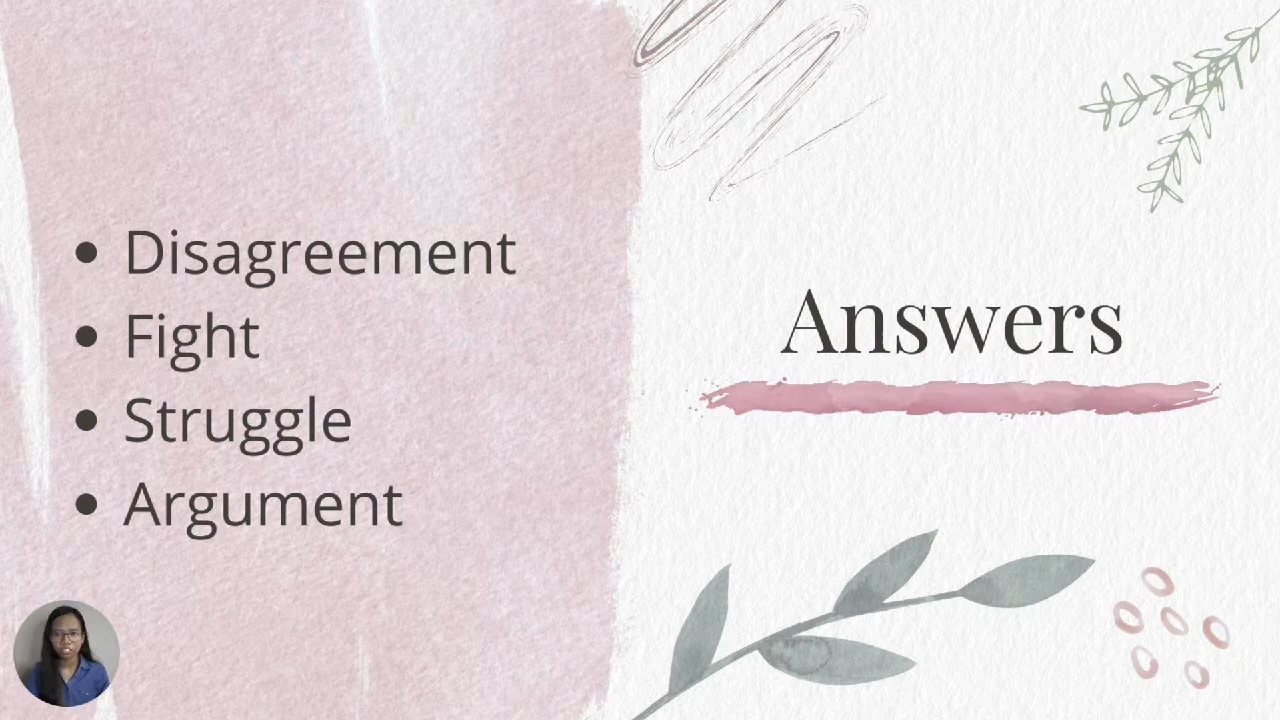 • Disagreement
• Fight
• Struggle
• Argument
Answers